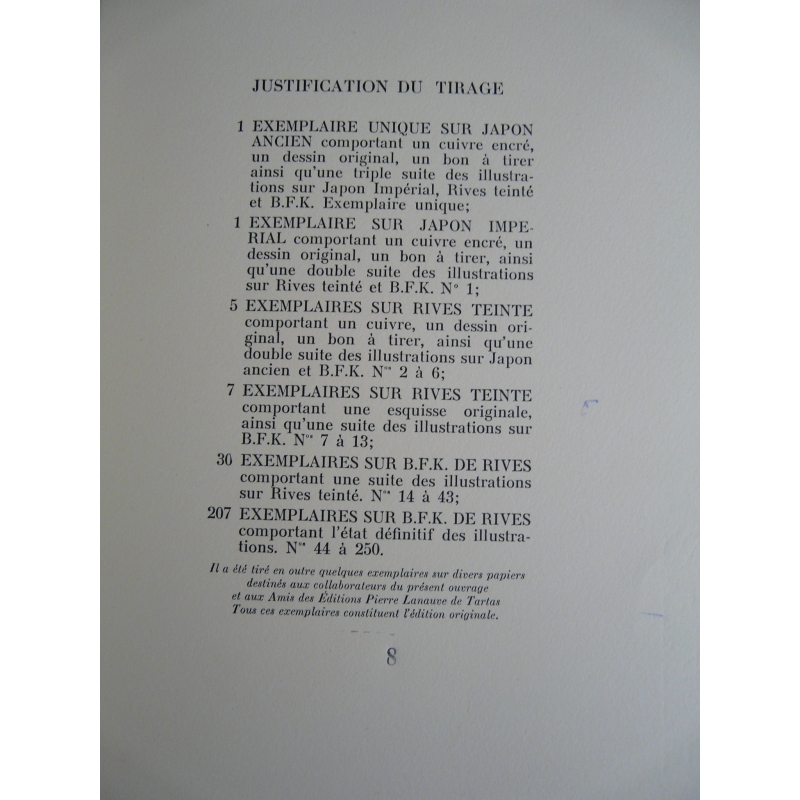 JUSTIFICATION DU TIRAGE
1 EXEMPLAIRE UNIQUE SUR JAPON
ANCIEN comportant un cuivre encré,
un dessin original, un bon à tirer
ainsi qu'une triple suite des illustra-
tions sur Japon Impérial, Rives teinté
et B.F.K. Exemplaire unique;
1 EXEMPLAIRE SUR JAPON IMPE-
RIAL comportant un cuivre encré, un
dessin original, un bon à tirer, ainsi
qu'une double suite des illustrations
sur Rives teinté et B.F.K. N° 1;
5 EXEMPLAIRES SUR RIVES TEINTE
comportant un cuivre, un dessin ori-
ginal, un bon à tirer, ainsi qu'une
double suite des illustrations sur Japon
ancien et B.F.K. Nos 2 à 6;
7 EXEMPLAIRES SUR RIVES TEINTE
comportant une esquisse originale,
ainsi qu'une suite des illustrations sur
B.F.K. Nos 7 à 13;
30 EXEMPLAIRES SUR B.F.K. DE RIVES
comportant une suite des illustrations
sur Rives teinté. Nos 14 à 43;
207 EXEMPLAIRES SUR B.F.K. DE RIVES
comportant l'état définitif des illustra-
tions. Nos 44 à 250.
Il a été tiré en outre quelques exemplaires sur divers papiers
destinés aux collaborateurs du présent ouvrage
et aux Amis des Éditions Pierre Lanauve de Tartas
Tous ces exemplaires constituent l'édition originale.
8